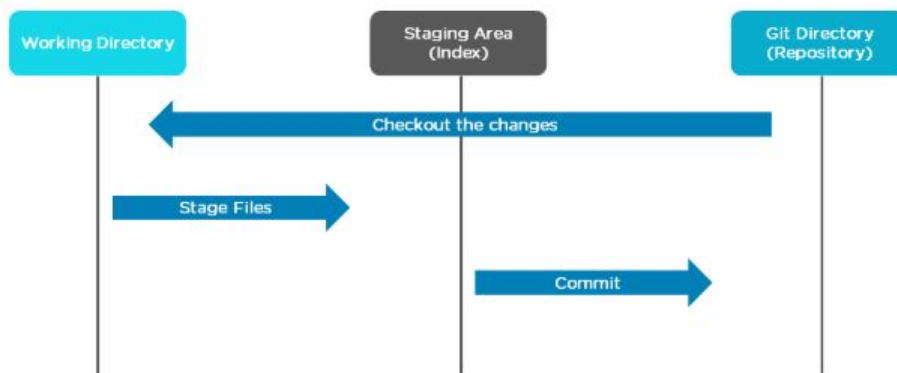 Working Directory
Staging Area
(Index)
Git Directory
(Repository)
Checkout the changes
Stage Files
Commit